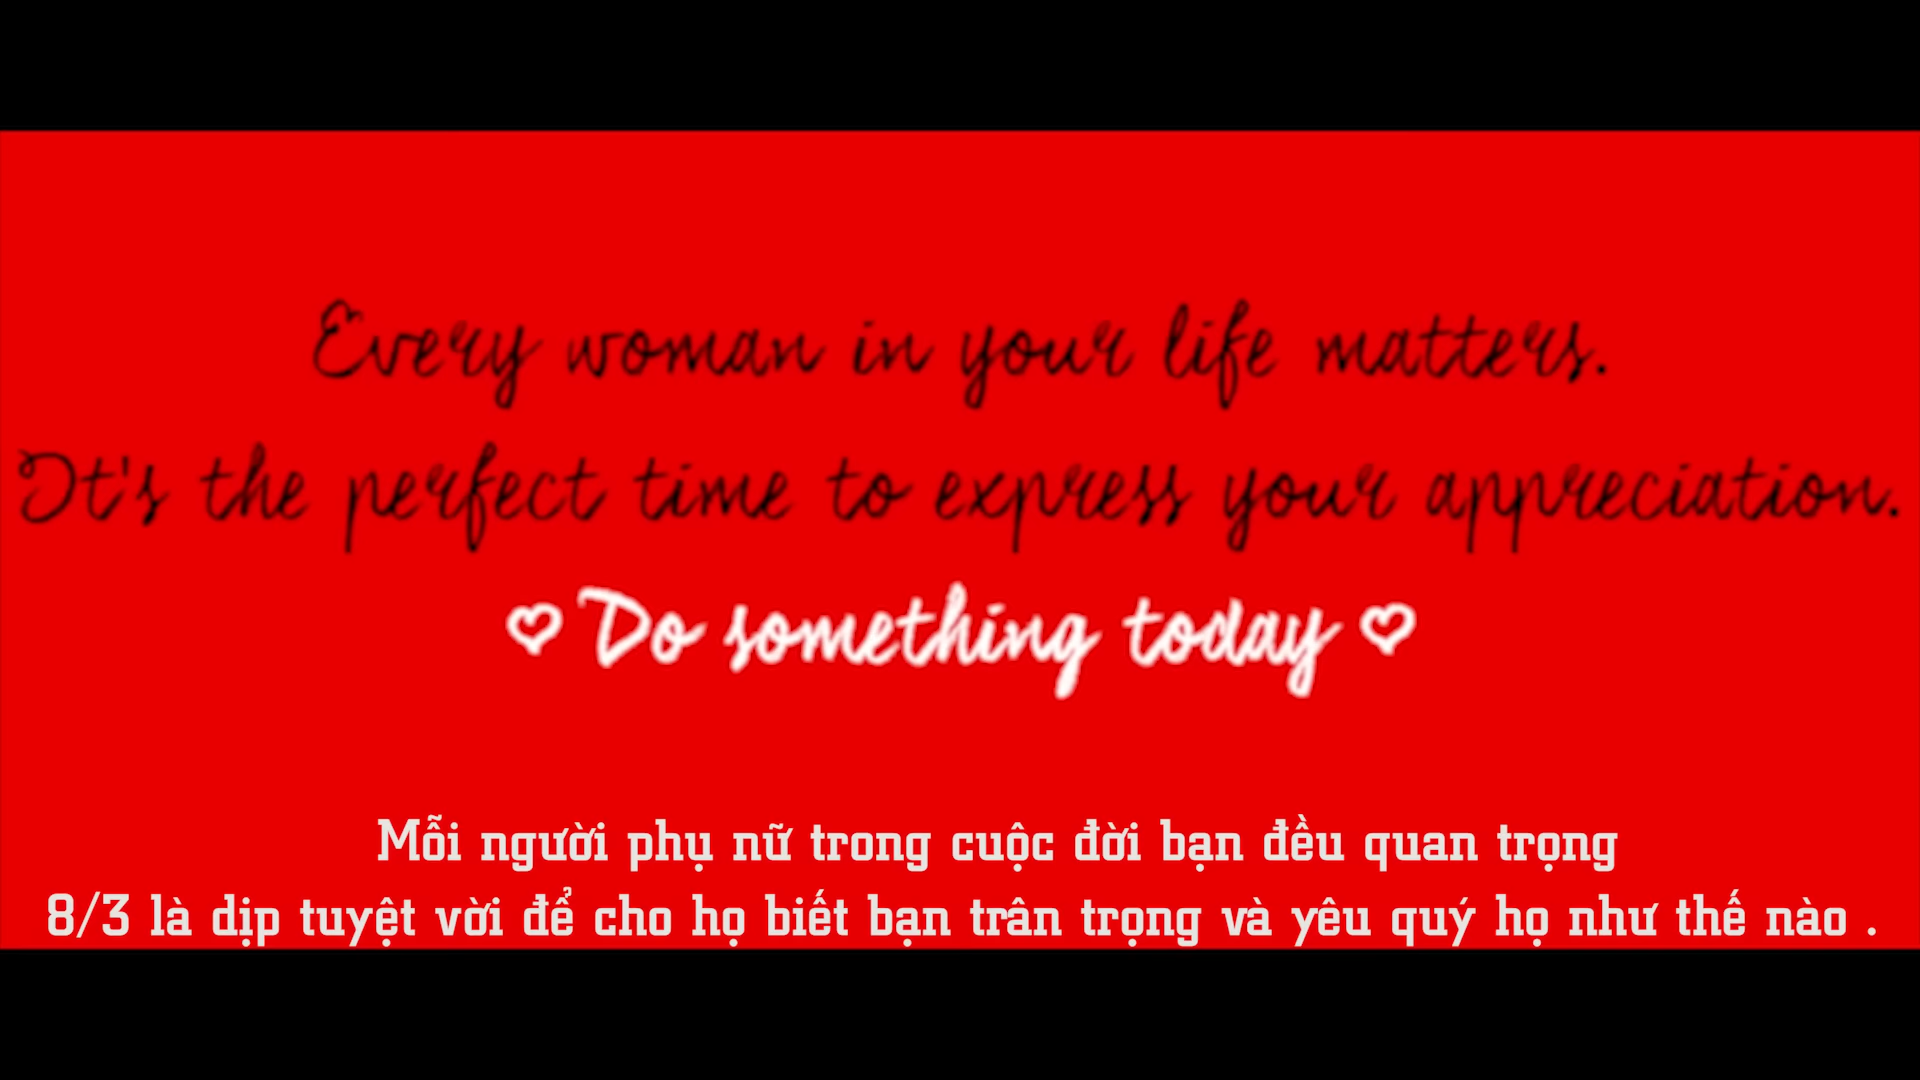 Every woman in your life matters.
It's the perfect time to express your appreciation.
♡ Do something today ♡
Mỗi người phụ nữ trong cuộc đời bạn đều quan trọng
8/3 là dịp tuyệt vời để cho họ biết bạn trân trọng và yêu quý họ như thế nào .